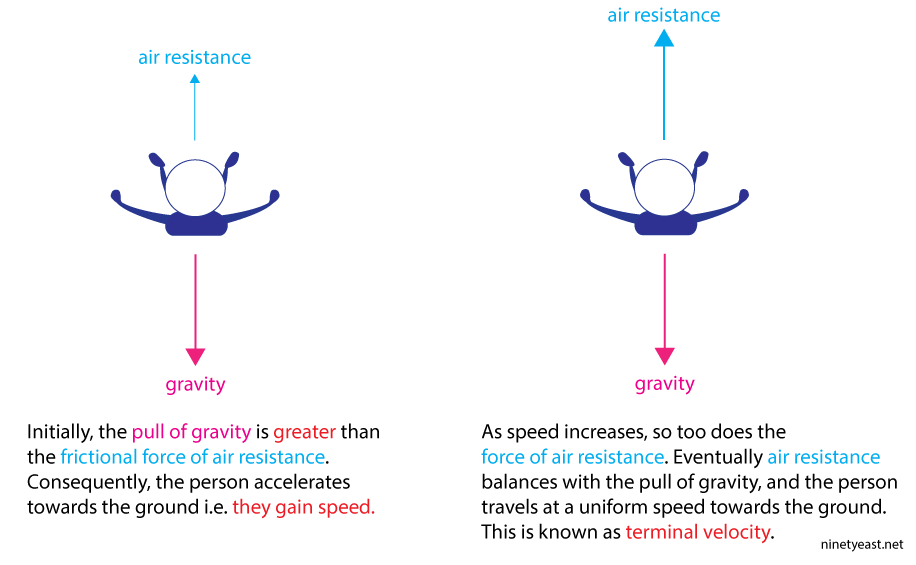 air resistance
gravity
Initially, the pull of gravity is greater than
the frictional force of air resistance.
Consequently, the person accelerates
towards the ground i.e. they gain speed.
air resistance
gravity
As speed increases, so too does the
force of air resistance. Eventually air resistance
balances with the pull of gravity, and the person
travels at a uniform speed towards the ground.
This is known as terminal velocity.
ninetyeast.net